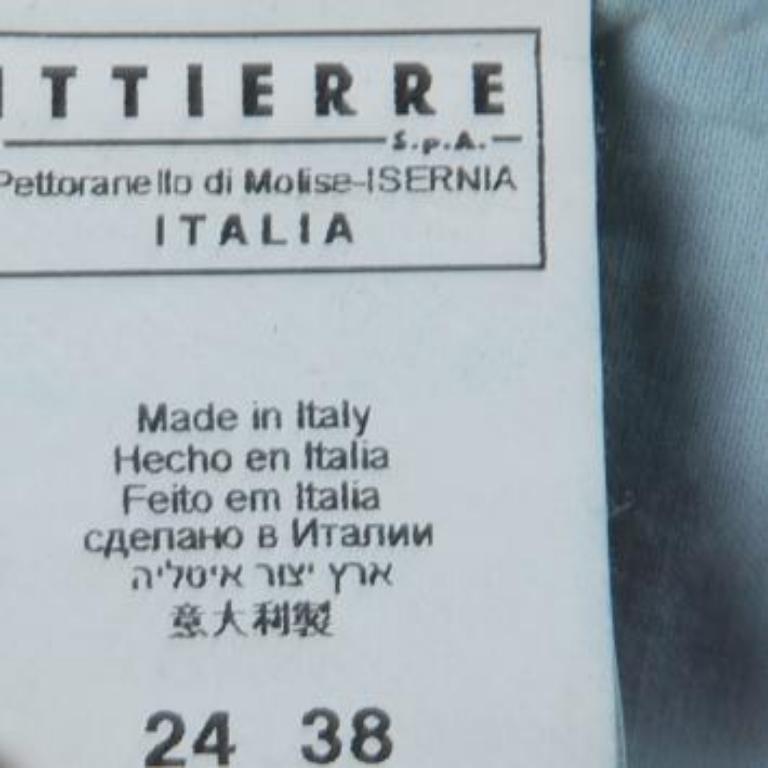 ITTIERRE
S.p.A.
Pettoranello di Molise-ISERNIA
ITALIA
Made in Italy
Hecho en Italia
Feito em Italia
сделано в Италии
ארץ יצור איטליה
意大利製
24 38